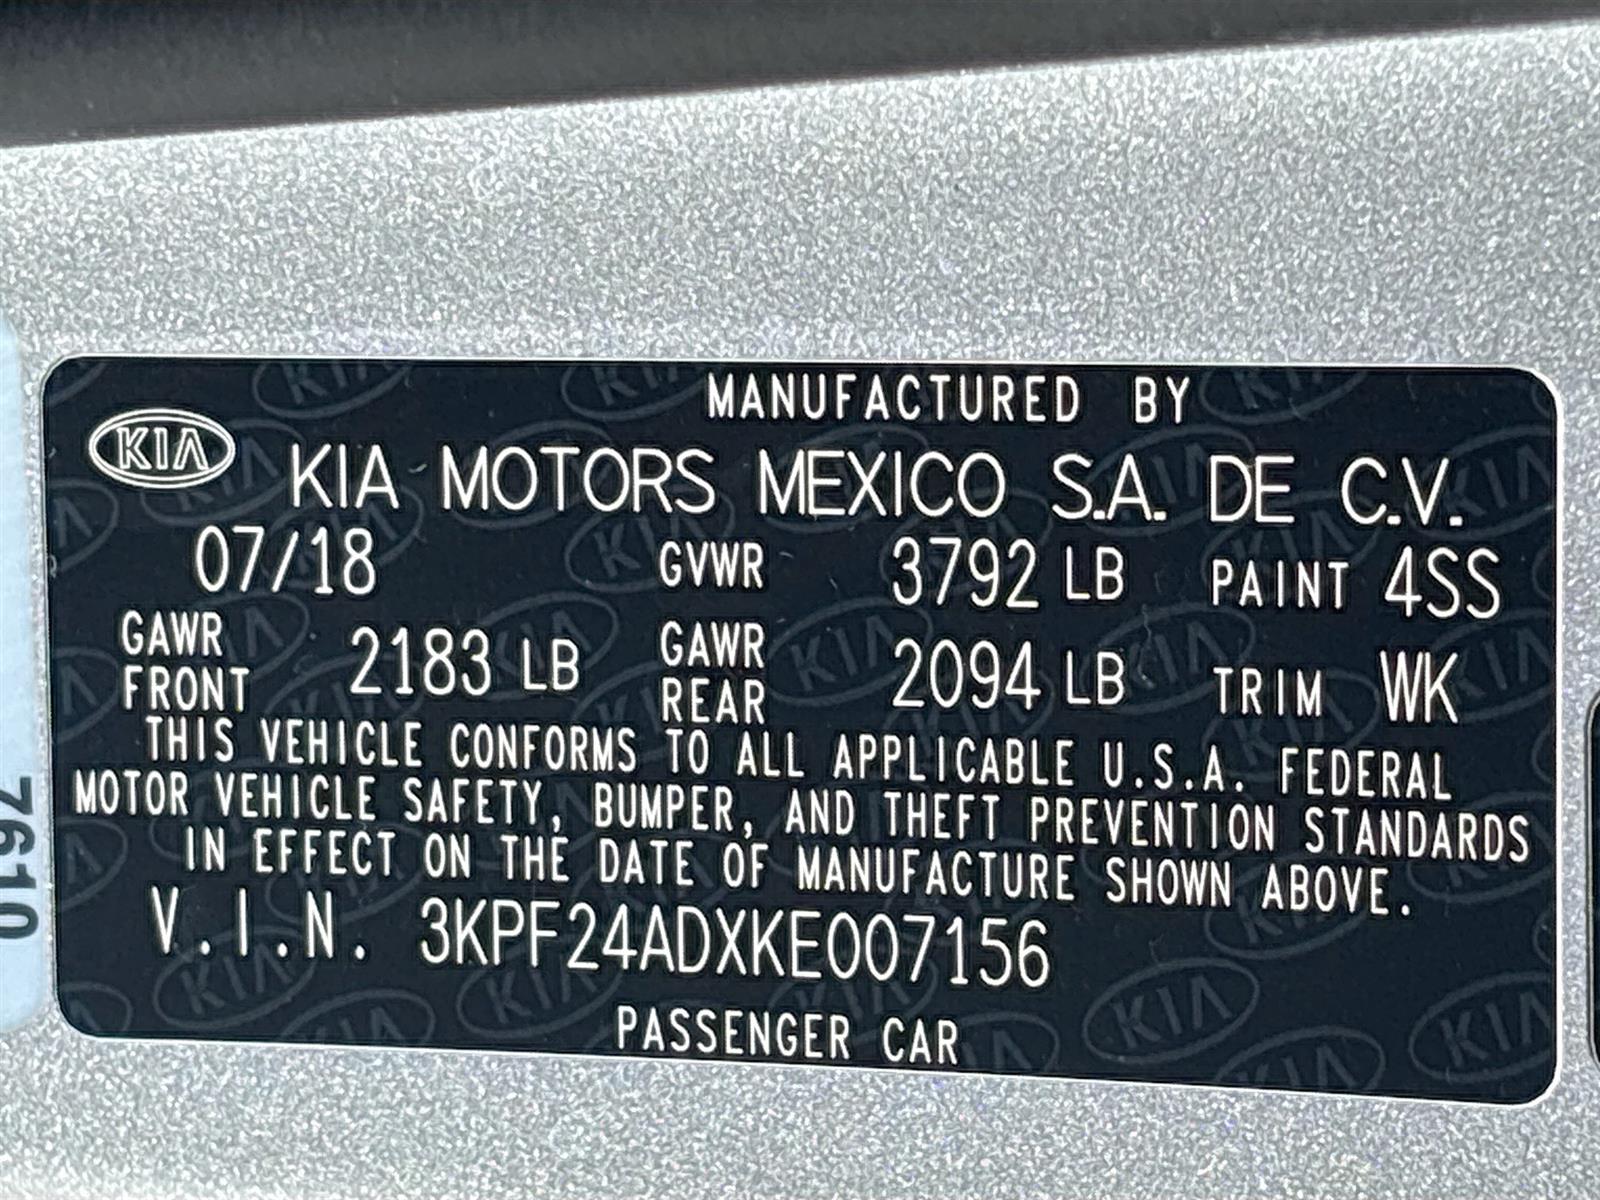 MANUFACTURED BY
KIA KIA MOTORS MEXICO S.A. DE C.V.
07/18 GVWR 3792 LB PAINT 4SS
GAWR FRONT 2183 LB GAWR REAR 2094 LB TRIM WK
THIS VEHICLE CONFORMS TO ALL APPLICABLE U.S.A. FEDERAL
MOTOR VEHICLE SAFETY, BUMPER, AND THEFT PREVENTION STANDARDS
IN EFFECT ON THE DATE OF MANUFACTURE SHOWN ABOVE.
V.I.N. 3KPF24ADXKE007156
PASSENGER CAR
7610